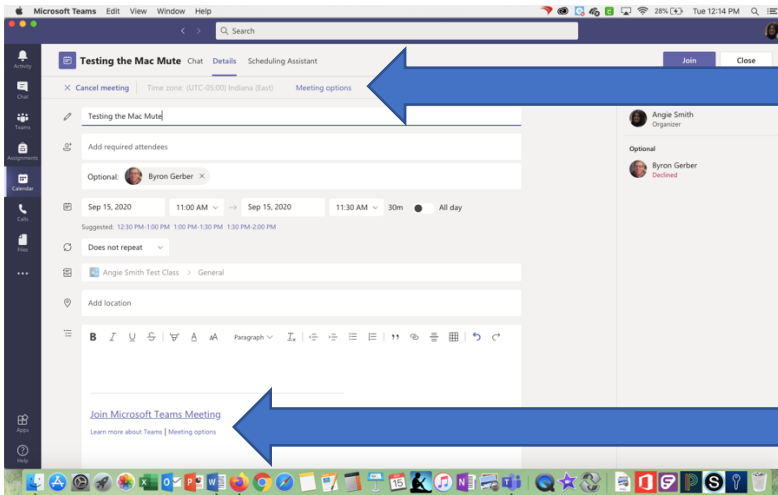 Microsoft Teams Edit View Window Help 28% Tue 12:14 PM
Search
Activity
Chat
Teams
Assignments
Calendar
Calls
Files
Apps
Help
Testing the Mac Mute Chat Details Scheduling Assistant Join Close
Cancel meeting Time zone: (UTC-05:00) Indiana (East) Meeting options
Testing the Mac Mute
Add required attendees
Optional: Byron Gerber
Sep 15, 2020 11:00 AM → Sep 15, 2020 11:30 AM 30m All day
Suggested: 12:30 PM-1:00 PM 1:00 PM-1:30 PM 1:30 PM-2:00 PM
Does not repeat
Angie Smith Test Class > General
Add location
B I U S A AA Paragraph
Join Microsoft Teams Meeting
Learn more about Teams | Meeting options
Angie Smith
Organizer
Optional
Byron Gerber
Declined